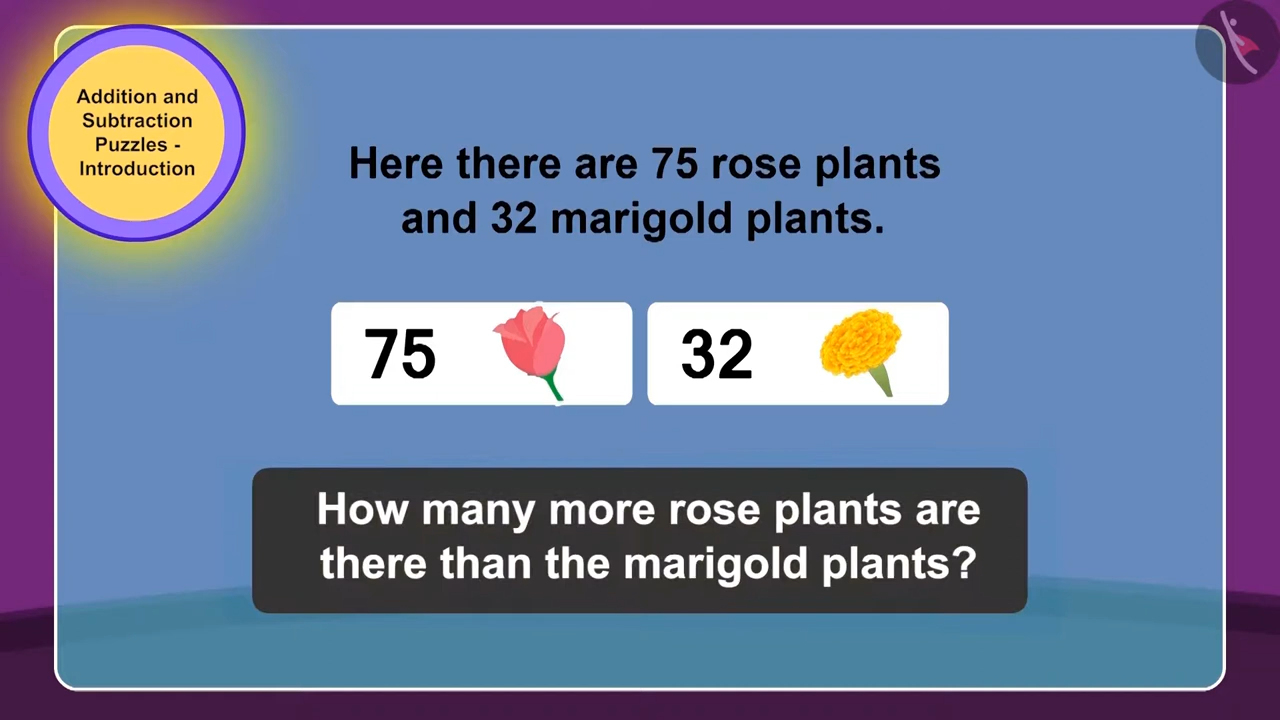 Addition and
Subtraction
Puzzles -
Introduction
Here there are 75 rose plants
and 32 marigold plants.
75
32
How many more rose plants are
there than the marigold plants?